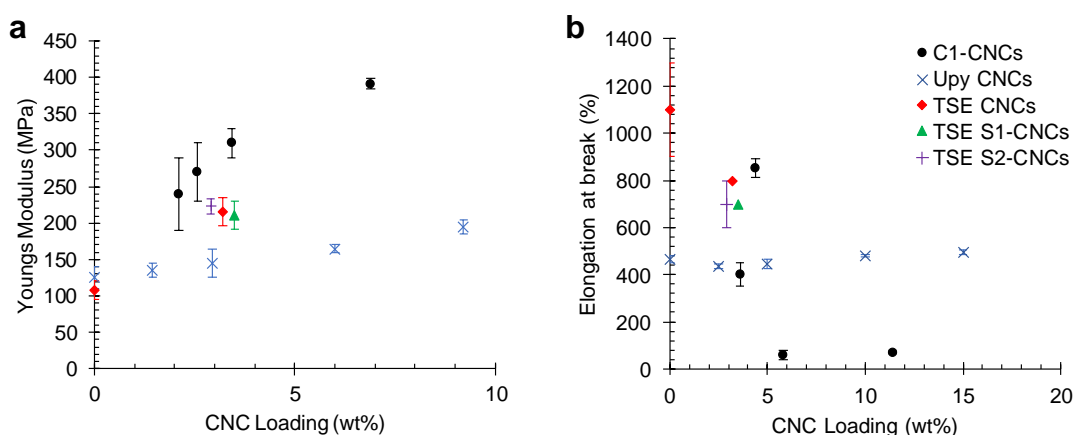 a
450
400
350
300
250
200
150
100
50
0
Youngs Modulus (MPa)
0
5
10
CNC Loading (wt%)
b
1400
1200
1000
800
600
400
200
0
Elongation at break (%)
C1-CNCs
Upy CNCs
TSE CNCs
TSE S1-CNCs
TSE S2-CNCs
0
5
10
15
20
CNC Loading (wt%)